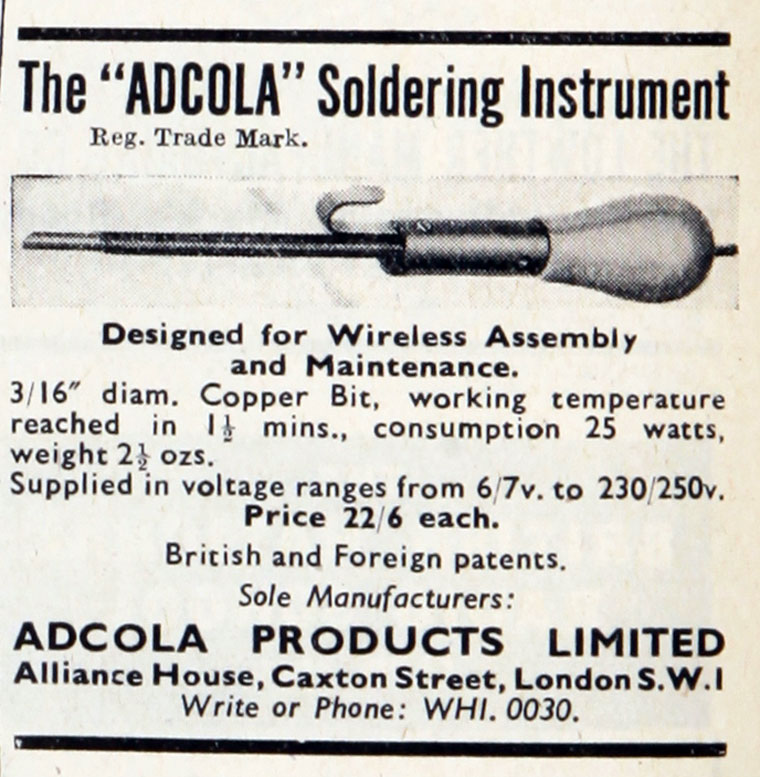 The "ADCOLA" Soldering Instrument
Reg. Trade Mark.
Designed for Wireless Assembly
and Maintenance.
3/16″ diam. Copper Bit, working temperature
reached in 1½ mins., consumption 25 watts,
weight 2½ ozs.
Supplied in voltage ranges from 6/7v. to 230/250v.
Price 22/6 each.
British and Foreign patents.
Sole Manufacturers:
ADCOLA PRODUCTS LIMITED
Alliance House, Caxton Street, London S.W.1
Write or Phone: WHI. 0030.